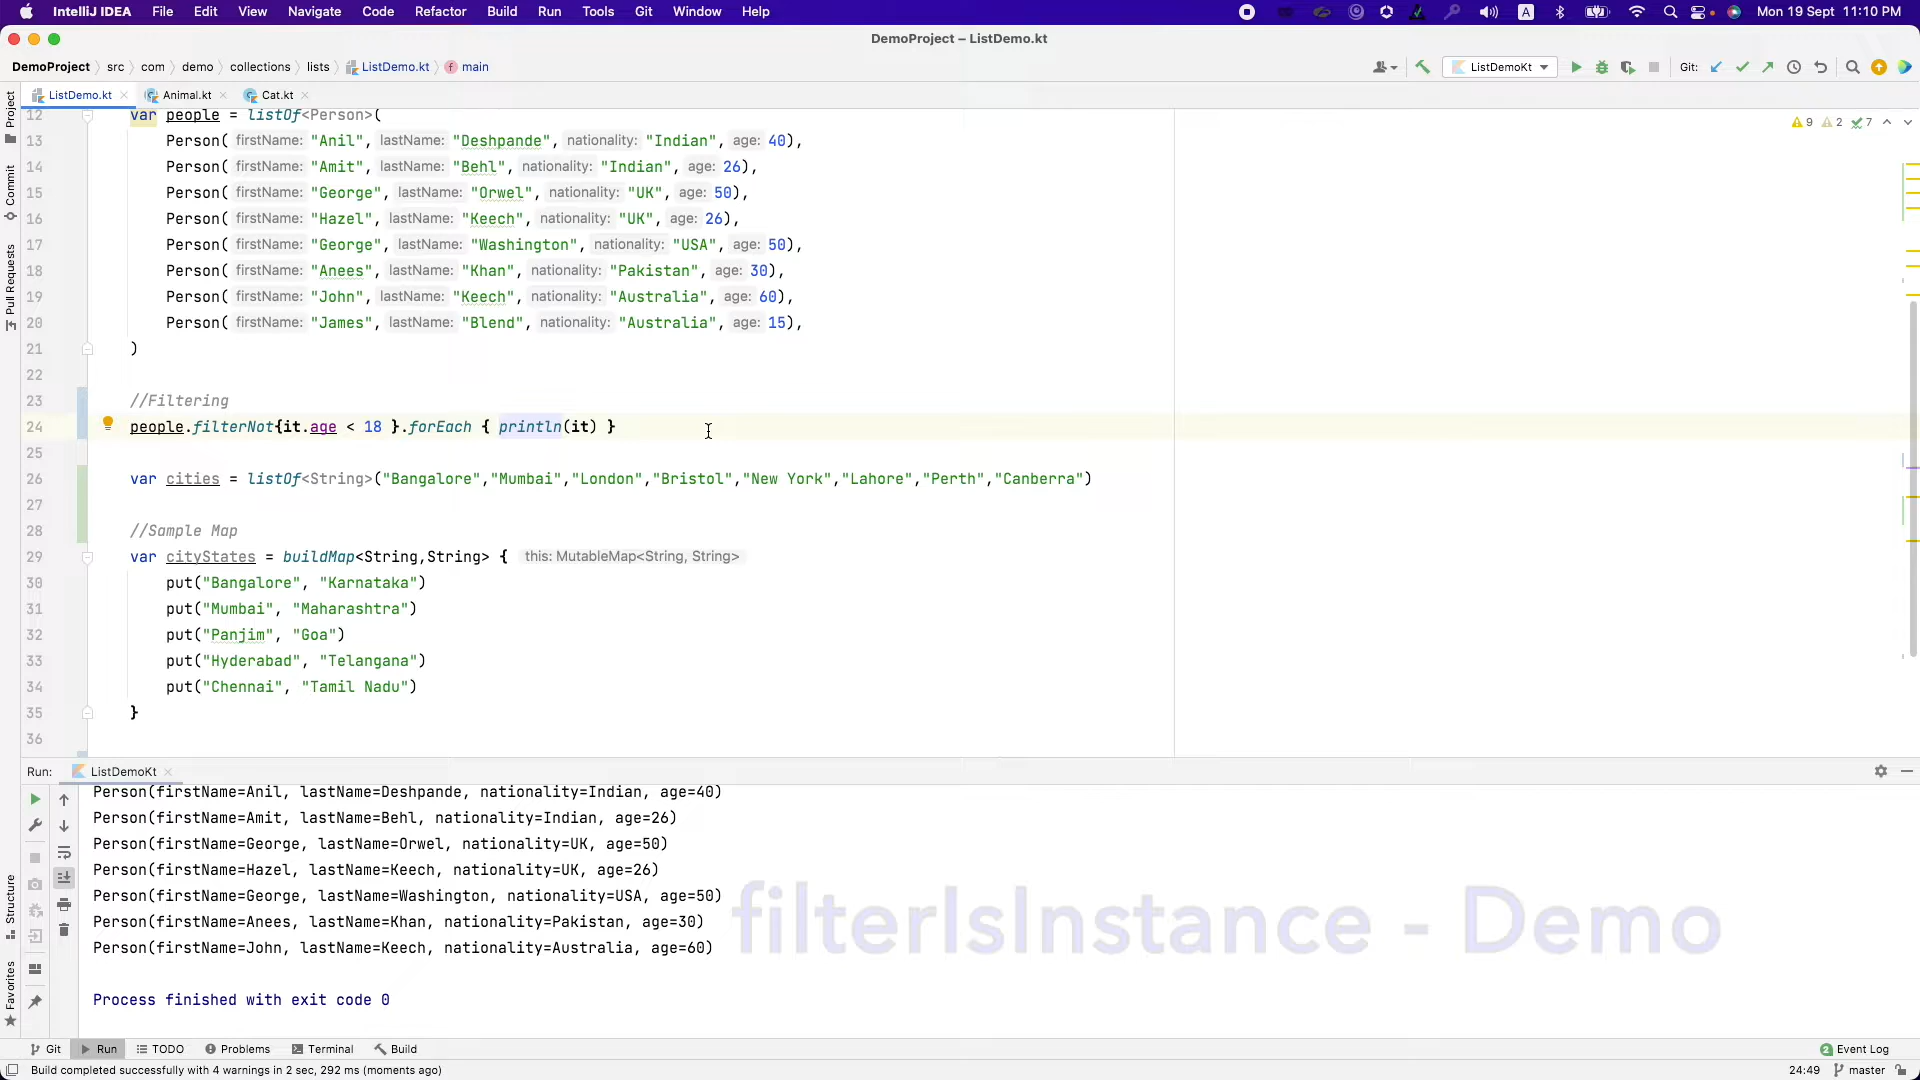 IntelliJ IDEA File Edit View Navigate Code Refactor Build Run Tools Git Window Help A Mon 19 Sept 11:10 PM
DemoProject – ListDemo.kt
DemoProject src com demo collections lists ListDemo.kt main ListDemoKt Git:
ListDemo.kt Animal.kt Cat.kt
Project
Commit
Pull Requests
9 2 7
12 var people = listOf<Person>(
13 Person( firstName: "Anil", lastName: "Deshpande", nationality: "Indian", age: 40),
14 Person( firstName: "Amit", lastName: "Behl", nationality: "Indian", age: 26),
15 Person( firstName: "George", lastName: "Orwel", nationality: "UK", age: 50),
16 Person( firstName: "Hazel", lastName: "Keech", nationality: "UK", age: 26),
17 Person( firstName: "George", lastName: "Washington", nationality: "USA", age: 50),
18 Person( firstName: "Anees", lastName: "Khan", nationality: "Pakistan", age: 30),
19 Person( firstName: "John", lastName: "Keech", nationality: "Australia", age: 60),
20 Person( firstName: "James", lastName: "Blend", nationality: "Australia", age: 15),
21 )
22
23 //Filtering
24 people.filterNot{it.age < 18 }.forEach { println(it) }
25
26 var cities = listOf<String>("Bangalore","Mumbai","London","Bristol","New York","Lahore","Perth","Canberra")
27
28 //Sample Map
29 var cityStates = buildMap<String,String> { this: MutableMap<String, String>
30 put("Bangalore", "Karnataka")
31 put("Mumbai", "Maharashtra")
32 put("Panjim", "Goa")
33 put("Hyderabad", "Telangana")
34 put("Chennai", "Tamil Nadu")
35 }
36
Run: ListDemoKt
Person(firstName=Anil, lastName=Deshpande, nationality=Indian, age=40)
Person(firstName=Amit, lastName=Behl, nationality=Indian, age=26)
Person(firstName=George, lastName=Orwel, nationality=UK, age=50)
Person(firstName=Hazel, lastName=Keech, nationality=UK, age=26)
Person(firstName=George, lastName=Washington, nationality=USA, age=50)
Person(firstName=Anees, lastName=Khan, nationality=Pakistan, age=30)
Person(firstName=John, lastName=Keech, nationality=Australia, age=60)
filterIsInstance - Demo
Process finished with exit code 0
Structure
Favorites
Git Run TODO Problems Terminal Build 2 Event Log
Build completed successfully with 4 warnings in 2 sec, 292 ms (moments ago) 24:49 master